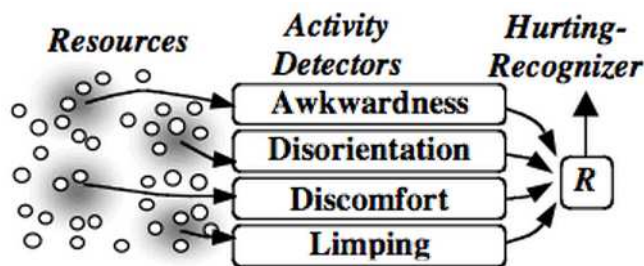 Resources
Activity
Detectors
Hurting-
Recognizer
Awkwardness
Disorientation
Discomfort
Limping
R